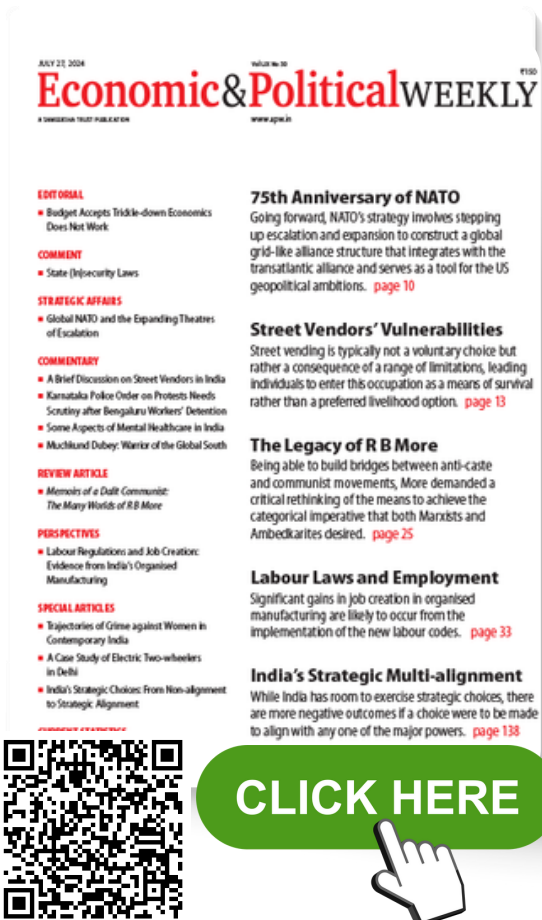 JULY 27, 2024
Vol LIX No 30
₹150
Economic&PoliticalWEEKLY
A SAMEEKSHA TRUST PUBLICATION
www.epw.in
EDITORIAL
■ Budget Accepts Trickle-down Economics
Does Not Work
COMMENT
■ State (In)security Laws
STRATEGIC AFFAIRS
■ Global NATO and the Expanding Theatres
of Escalation
COMMENTARY
■ A Brief Discussion on Street Vendors in India
■ Karnataka Police Order on Protests Needs
Scrutiny after Bengaluru Workers' Detention
■ Some Aspects of Mental Healthcare in India
■ Muchkund Dubey: Warrior of the Global South
REVIEW ARTICLE
■ Memoirs of a Dalit Communist:
The Many Worlds of R B More
PERSPECTIVES
■ Labour Regulations and Job Creation:
Evidence from India's Organised
Manufacturing
SPECIAL ARTICLES
■ Trajectories of Crime against Women in
Contemporary India
■ A Case Study of Electric Two-wheelers
in Delhi
■ India's Strategic Choices: From Non-alignment
to Strategic Alignment
CURRENT STATISTICS
75th Anniversary of NATO
Going forward, NATO's strategy involves stepping
up escalation and expansion to construct a global
grid-like alliance structure that integrates with the
transatlantic alliance and serves as a tool for the US
geopolitical ambitions. page 10
Street Vendors' Vulnerabilities
Street vending is typically not a voluntary choice but
rather a consequence of a range of limitations, leading
individuals to enter this occupation as a means of survival
rather than a preferred livelihood option. page 13
The Legacy of R B More
Being able to build bridges between anti-caste
and communist movements, More demanded a
critical rethinking of the means to achieve the
categorical imperative that both Marxists and
Ambedkarites desired. page 25
Labour Laws and Employment
Significant gains in job creation in organised
manufacturing are likely to occur from the
implementation of the new labour codes. page 33
India's Strategic Multi-alignment
While India has room to exercise strategic choices, there
are more negative outcomes if a choice were to be made
to align with any one of the major powers. page 138
CLICK HERE